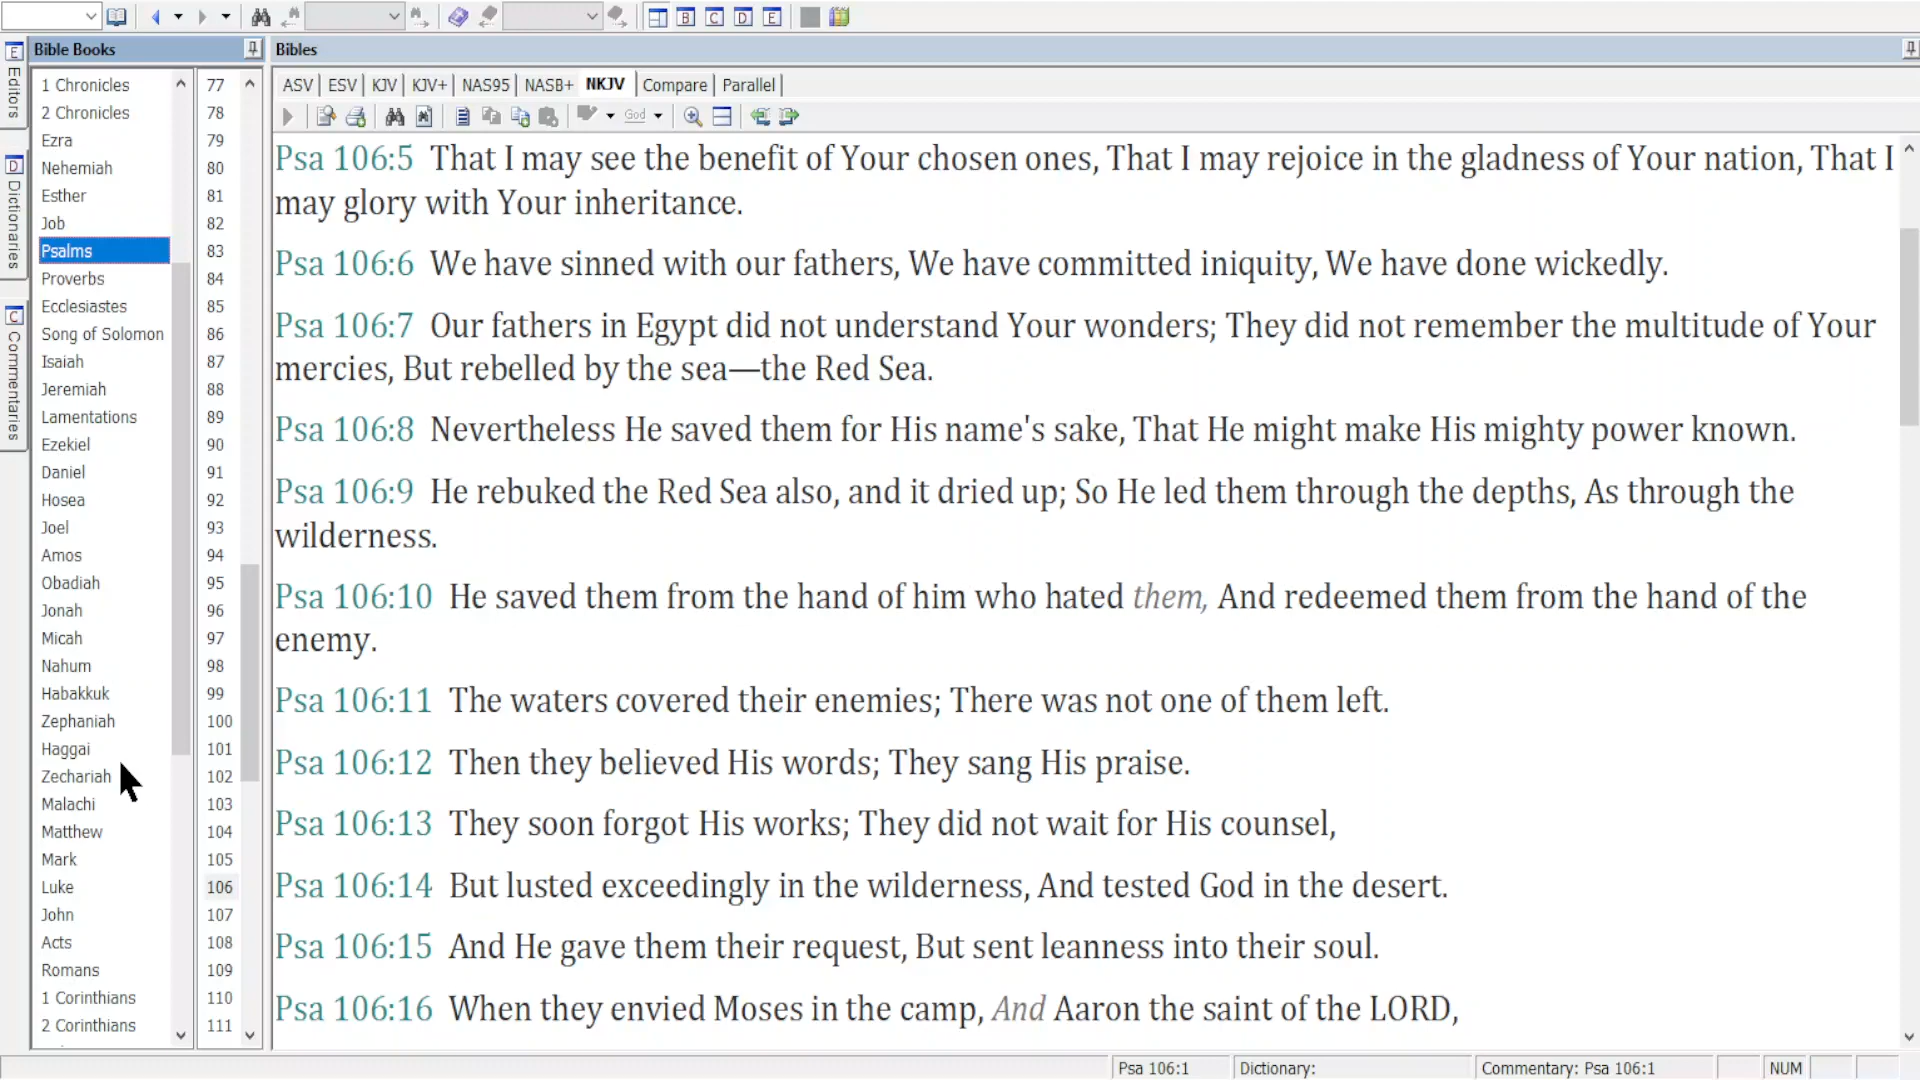 B C D E
Bible Books
Bibles
E Editors
D Dictionaries
C Commentaries
1 Chronicles
2 Chronicles
Ezra
Nehemiah
Esther
Job
Psalms
Proverbs
Ecclesiastes
Song of Solomon
Isaiah
Jeremiah
Lamentations
Ezekiel
Daniel
Hosea
Joel
Amos
Obadiah
Jonah
Micah
Nahum
Habakkuk
Zephaniah
Haggai
Zechariah
Malachi
Matthew
Mark
Luke
John
Acts
Romans
1 Corinthians
2 Corinthians
77
78
79
80
81
82
83
84
85
86
87
88
89
90
91
92
93
94
95
96
97
98
99
100
101
102
103
104
105
106
107
108
109
110
111
ASV ESV KJV KJV+ NAS95 NASB+ NKJV Compare Parallel
God
Psa 106:5 That I may see the benefit of Your chosen ones, That I may rejoice in the gladness of Your nation, That I
may glory with Your inheritance.
Psa 106:6 We have sinned with our fathers, We have committed iniquity, We have done wickedly.
Psa 106:7 Our fathers in Egypt did not understand Your wonders; They did not remember the multitude of Your
mercies, But rebelled by the sea—the Red Sea.
Psa 106:8 Nevertheless He saved them for His name's sake, That He might make His mighty power known.
Psa 106:9 He rebuked the Red Sea also, and it dried up; So He led them through the depths, As through the
wilderness.
Psa 106:10 He saved them from the hand of him who hated them, And redeemed them from the hand of the
enemy.
Psa 106:11 The waters covered their enemies; There was not one of them left.
Psa 106:12 Then they believed His words; They sang His praise.
Psa 106:13 They soon forgot His works; They did not wait for His counsel,
Psa 106:14 But lusted exceedingly in the wilderness, And tested God in the desert.
Psa 106:15 And He gave them their request, But sent leanness into their soul.
Psa 106:16 When they envied Moses in the camp, And Aaron the saint of the LORD,
Psa 106:1 Dictionary: Commentary: Psa 106:1 NUM